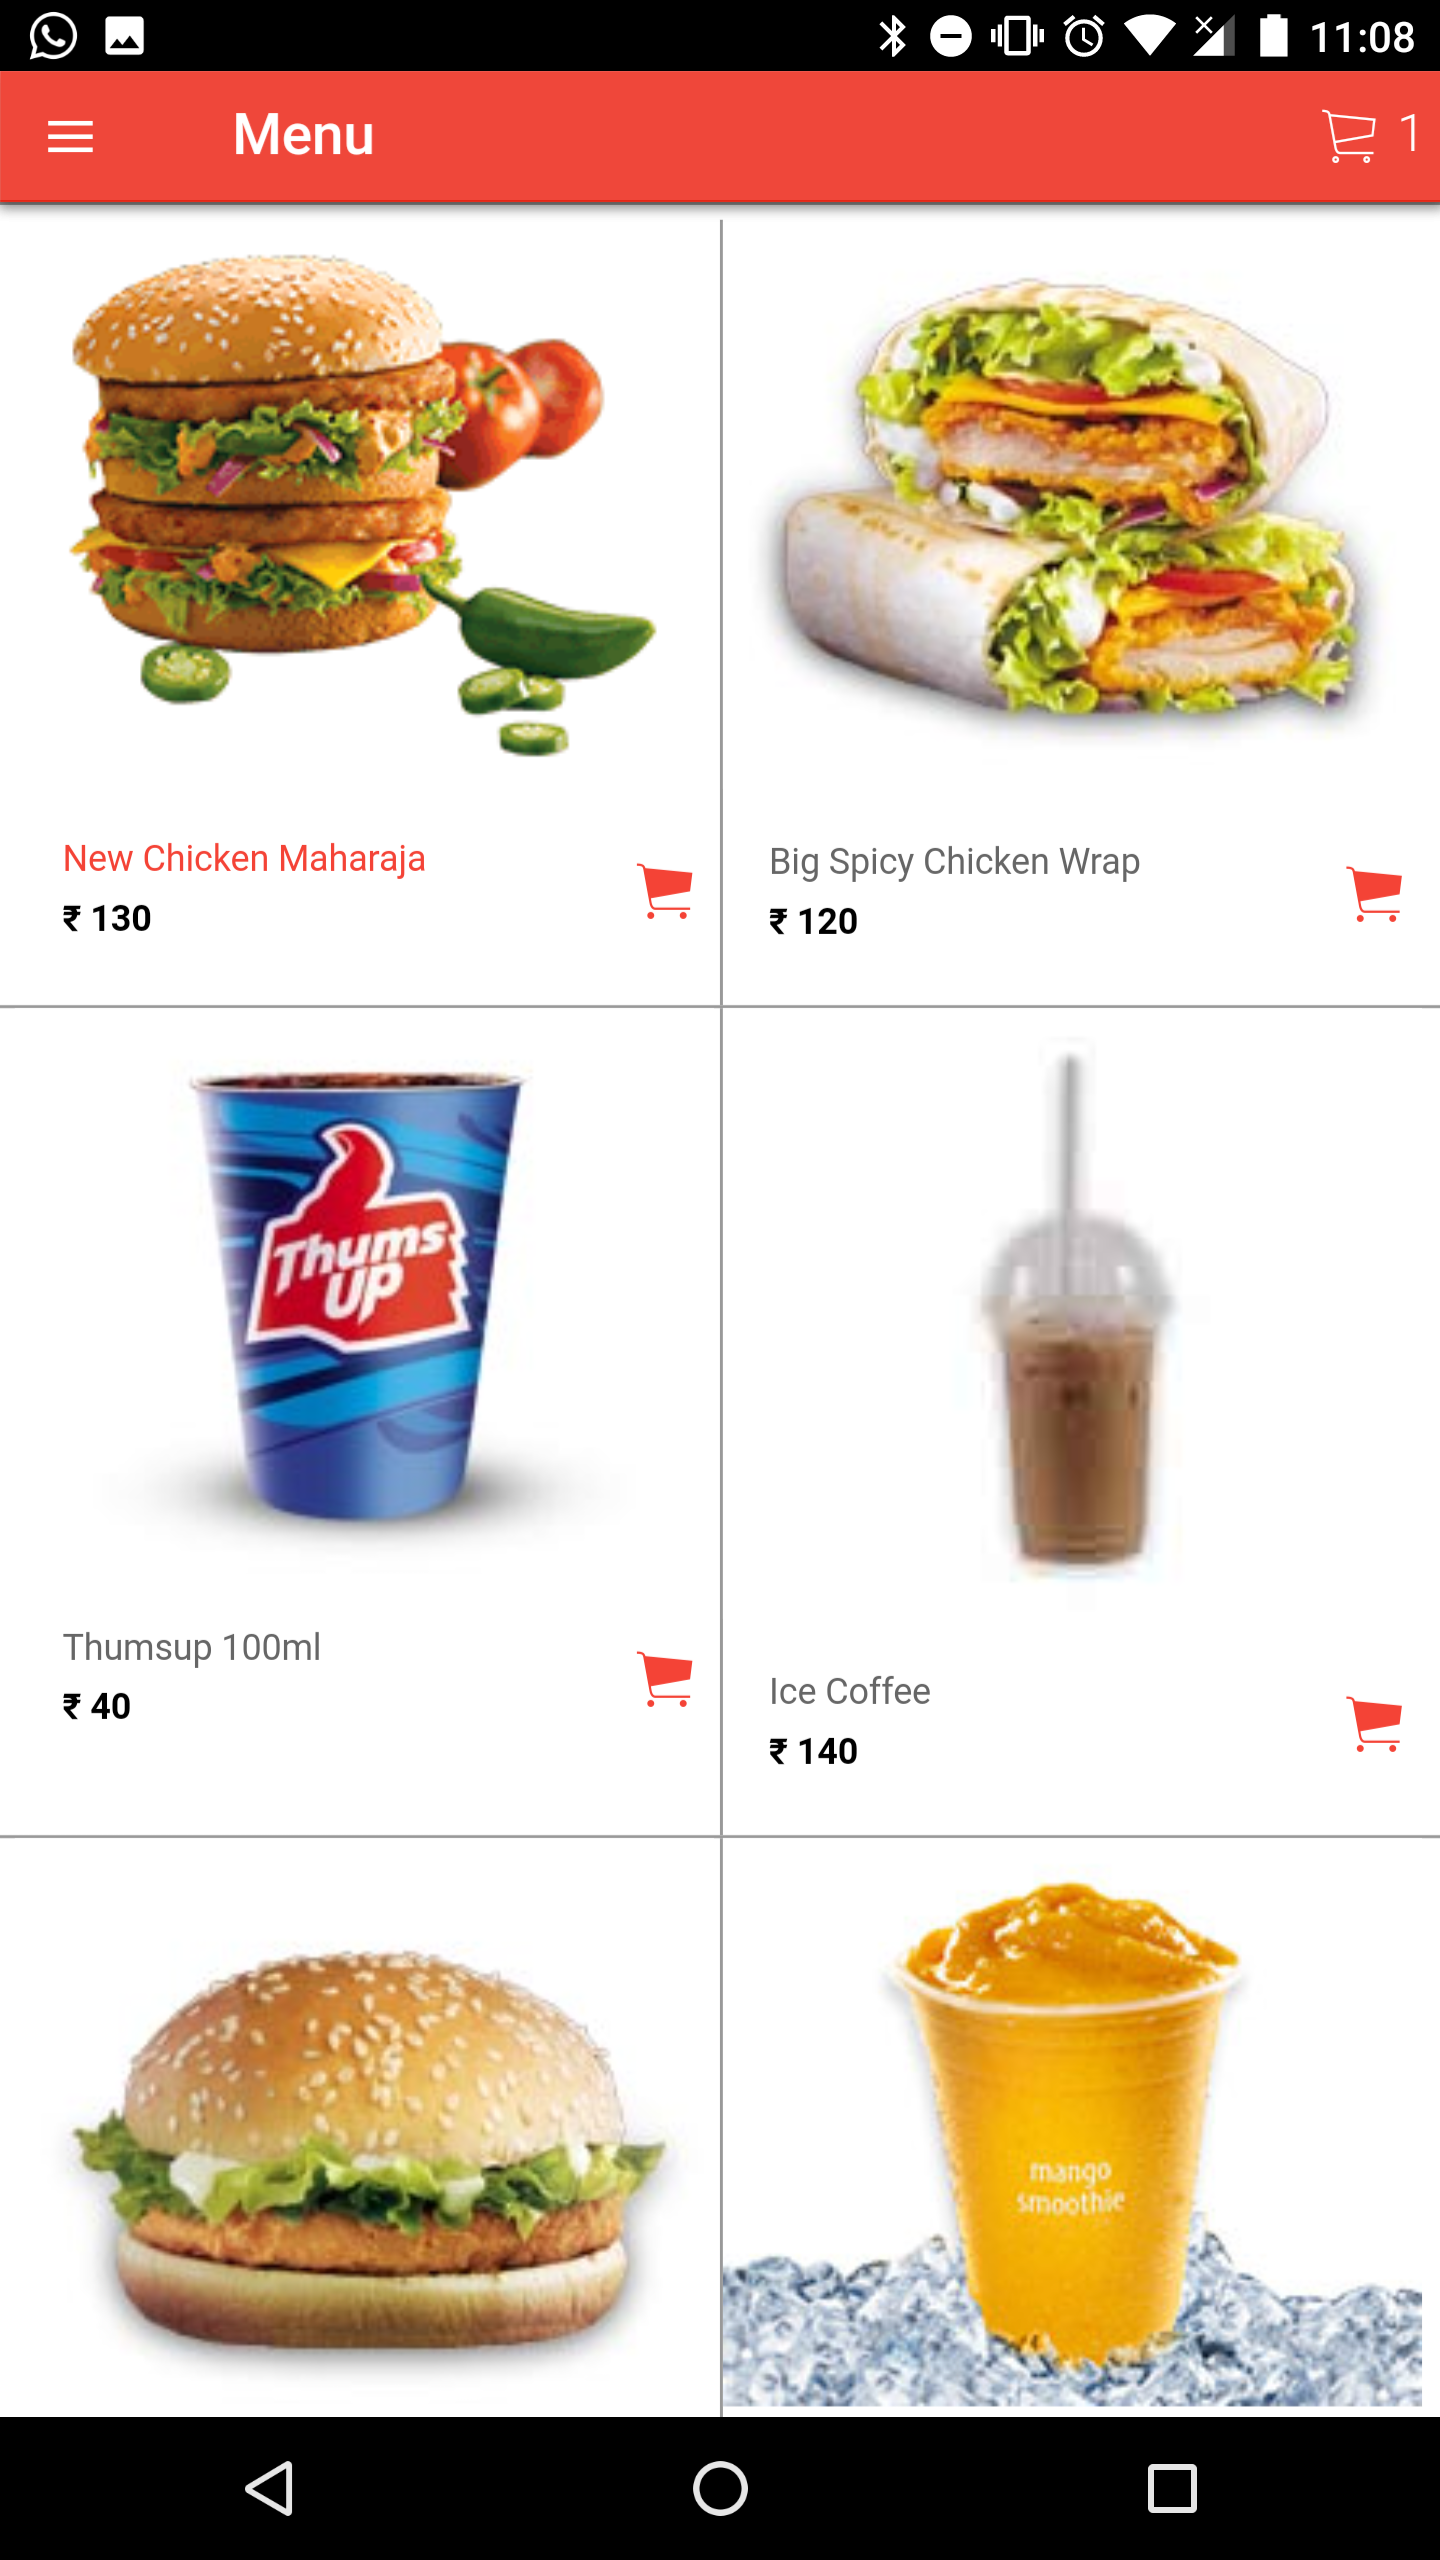 11:08
Menu
1
New Chicken Maharaja
₹ 130
Big Spicy Chicken Wrap
₹ 120
Thums
UP
Thumsup 100ml
₹ 40
Ice Coffee
₹ 140
mango
smoothie